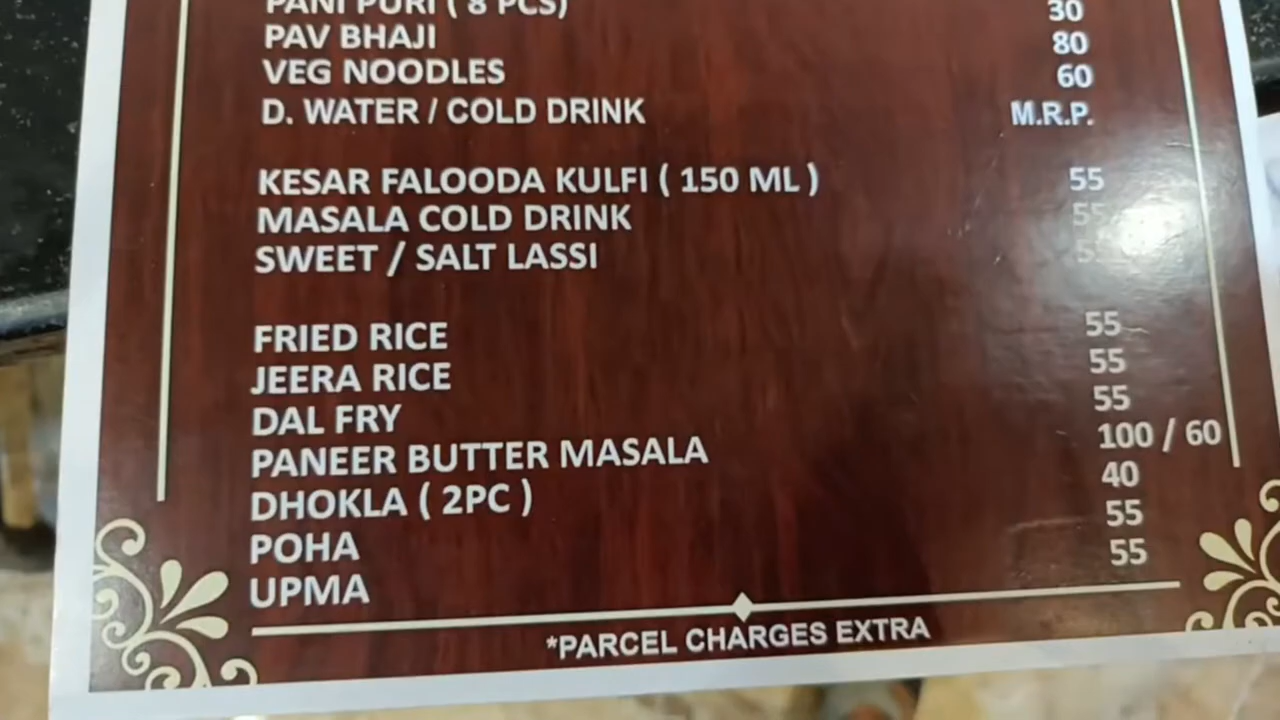 PANI PURI ( 8 PCS) 30
PAV BHAJI 80
VEG NOODLES 60
D. WATER / COLD DRINK M.R.P.
KESAR FALOODA KULFI ( 150 ML ) 55
MASALA COLD DRINK 55
SWEET / SALT LASSI
FRIED RICE 55
JEERA RICE 55
DAL FRY 55
PANEER BUTTER MASALA 100 / 60
DHOKLA ( 2PC ) 40
POHA 55
UPMA 55
*PARCEL CHARGES EXTRA